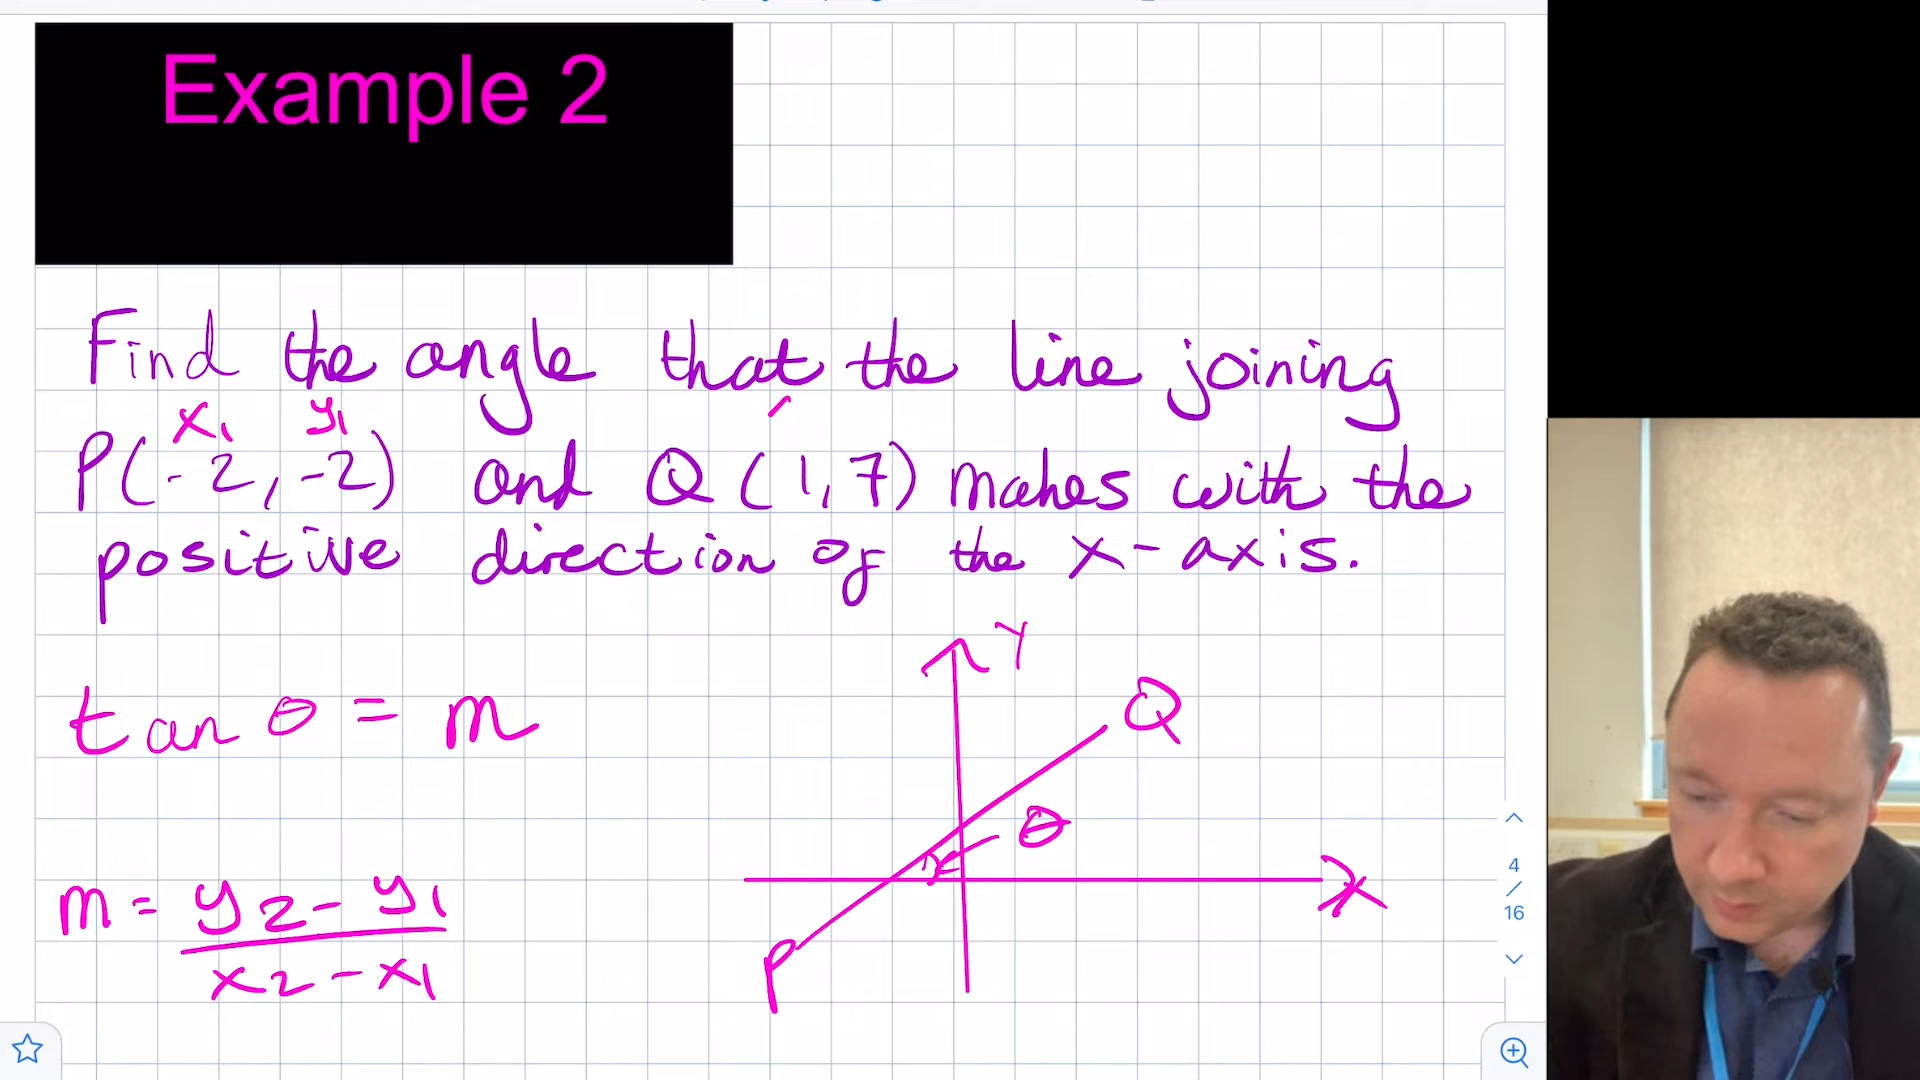 Example 2
Find the angle that the line joining
x₁ y₁
P(-2, -2) and Q (1, 7) makes with the
positive direction of the x-axis.
tan θ = m
m = y₂ - y₁
x₂ - x₁
Y
Q
θ
X
P
4
/
16